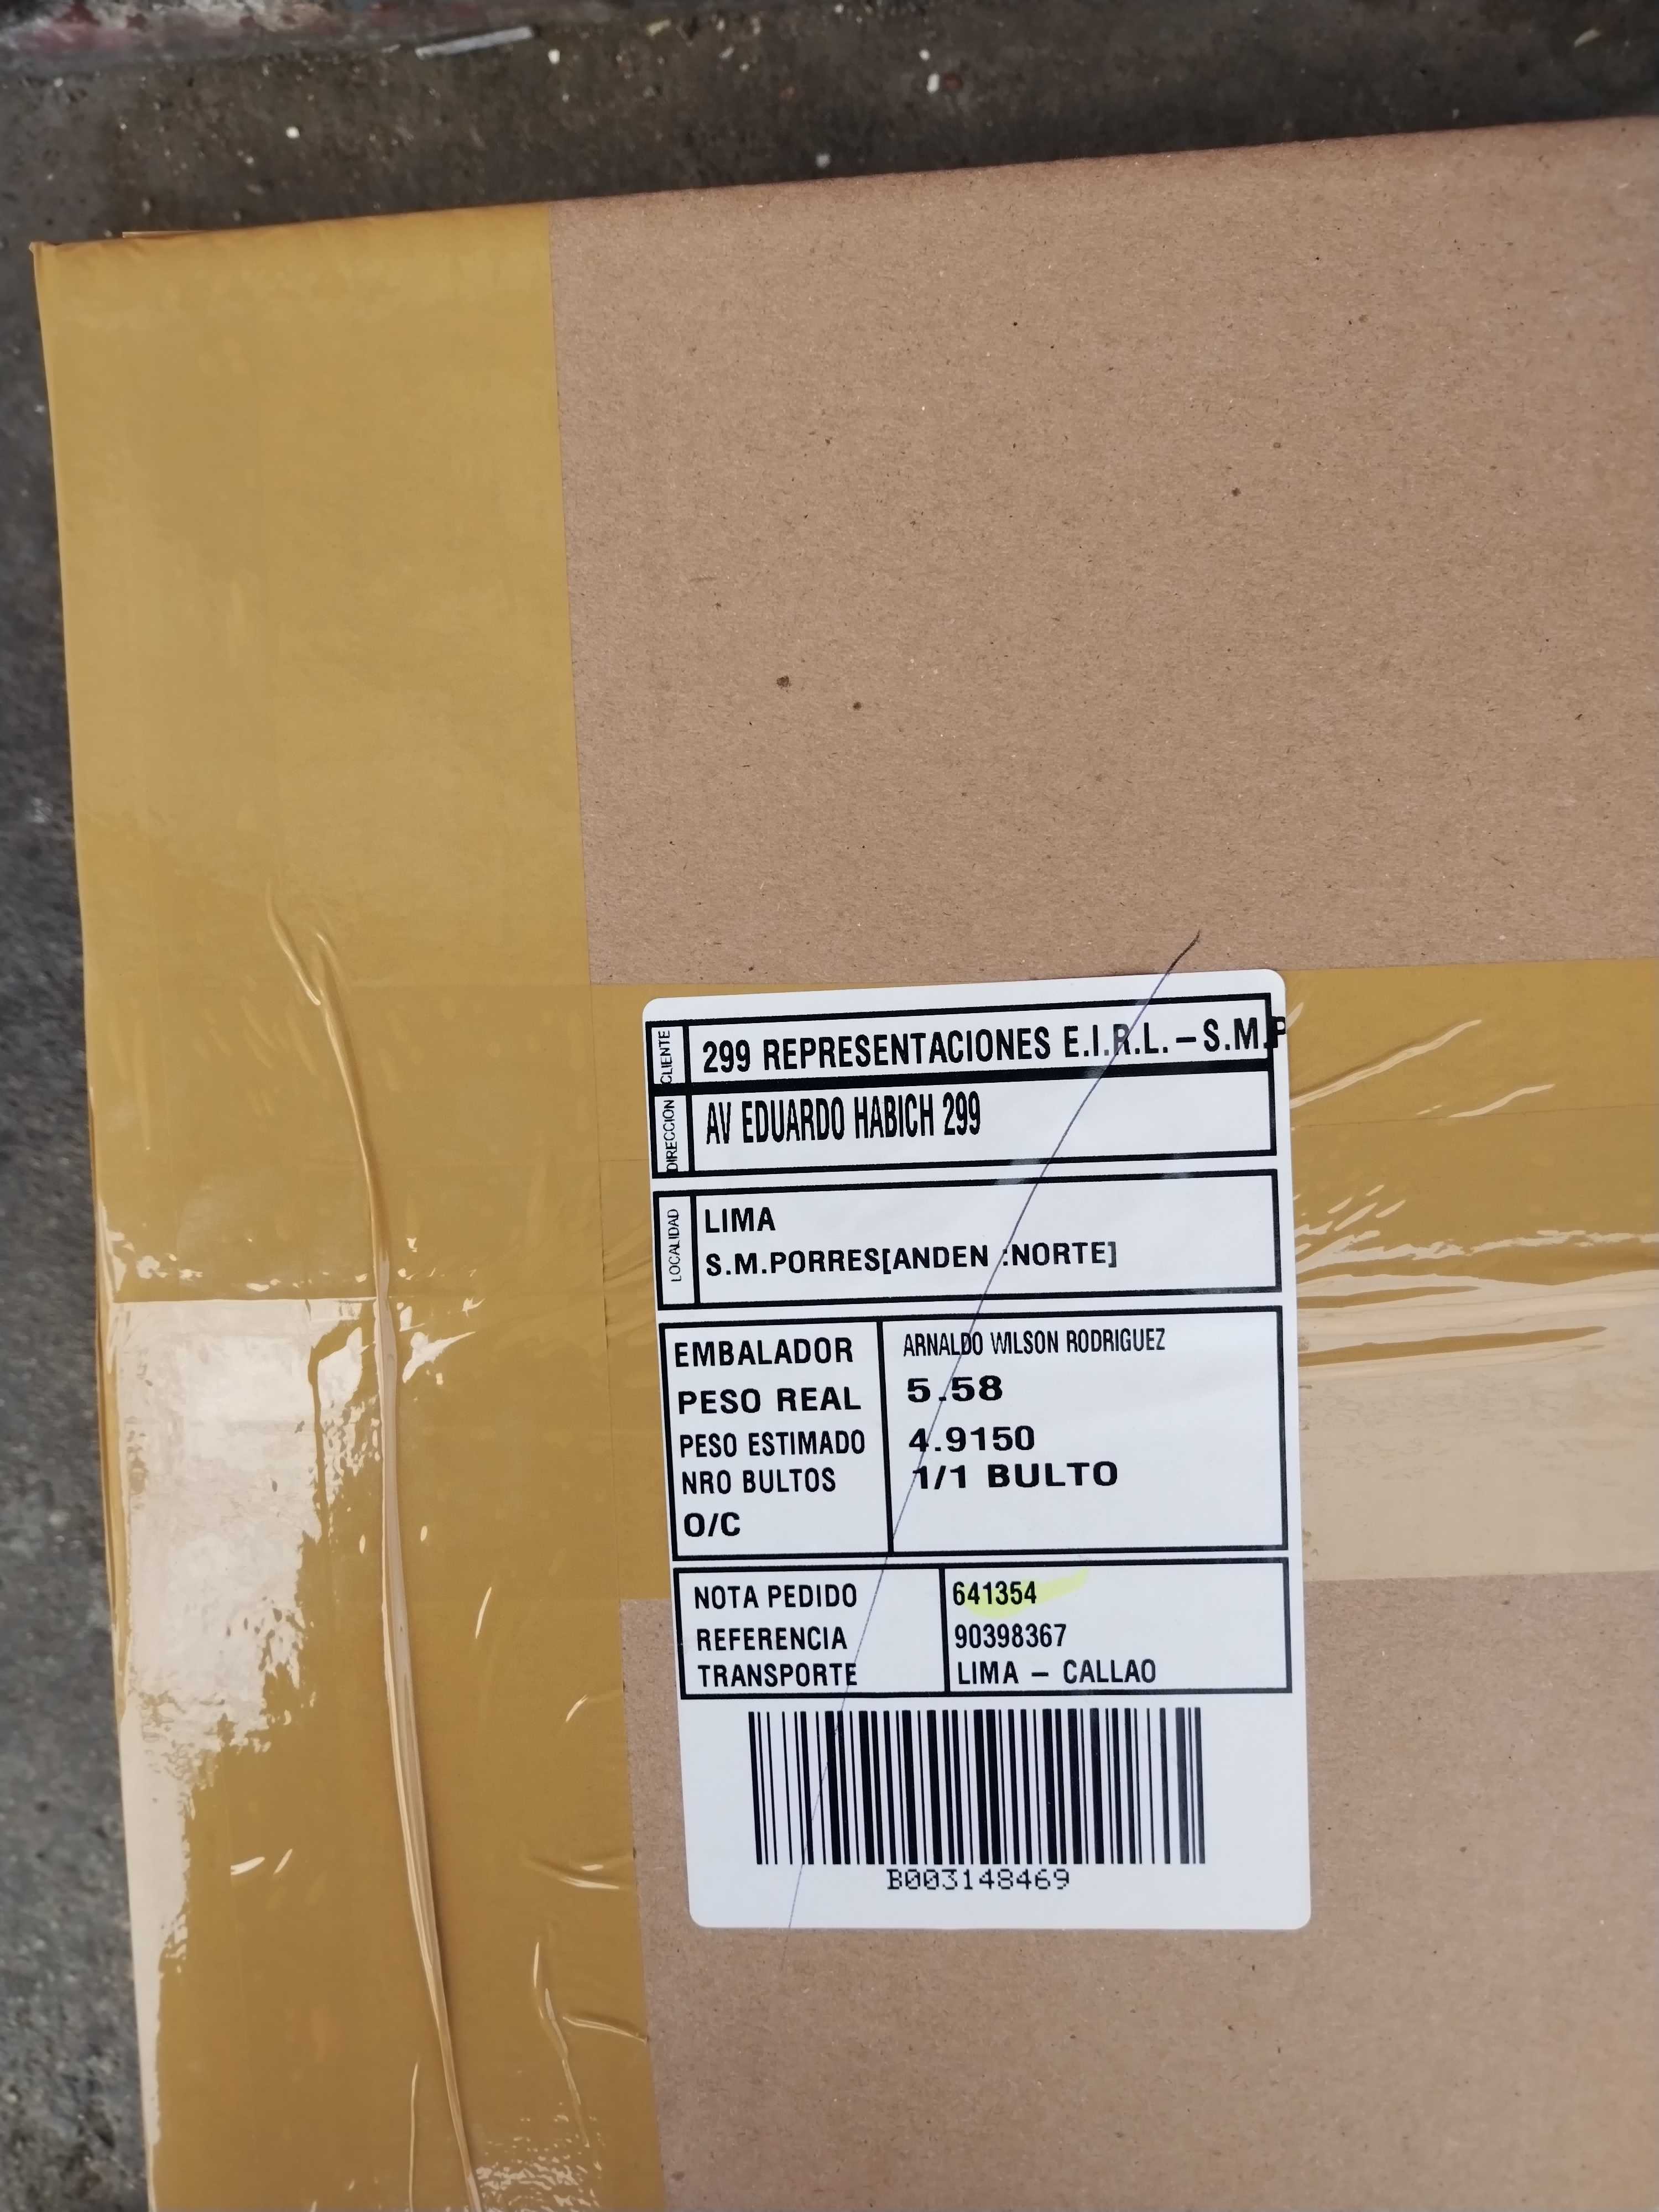 CLIENTE 299 REPRESENTACIONES E.I.R.L.-S.M.P
DIRECCION AV EDUARDO HABICH 299
LOCALIDAD LIMA
S.M.PORRES[ANDEN :NORTE]
EMBALADOR ARNALDO WILSON RODRIGUEZ
PESO REAL 5.58
PESO ESTIMADO 4.9150
NRO BULTOS 1/1 BULTO
O/C
NOTA PEDIDO 641354
REFERENCIA 90398367
TRANSPORTE LIMA - CALLAO
B003148469